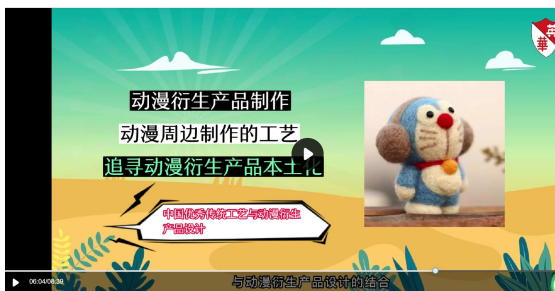 英
華
动漫衍生产品制作
动漫周边制作的工艺
追寻动漫衍生产品本土化
中国优秀传统工艺与动漫衍生
产品设计
与动漫衍生产品设计的结合
06:04/08:39